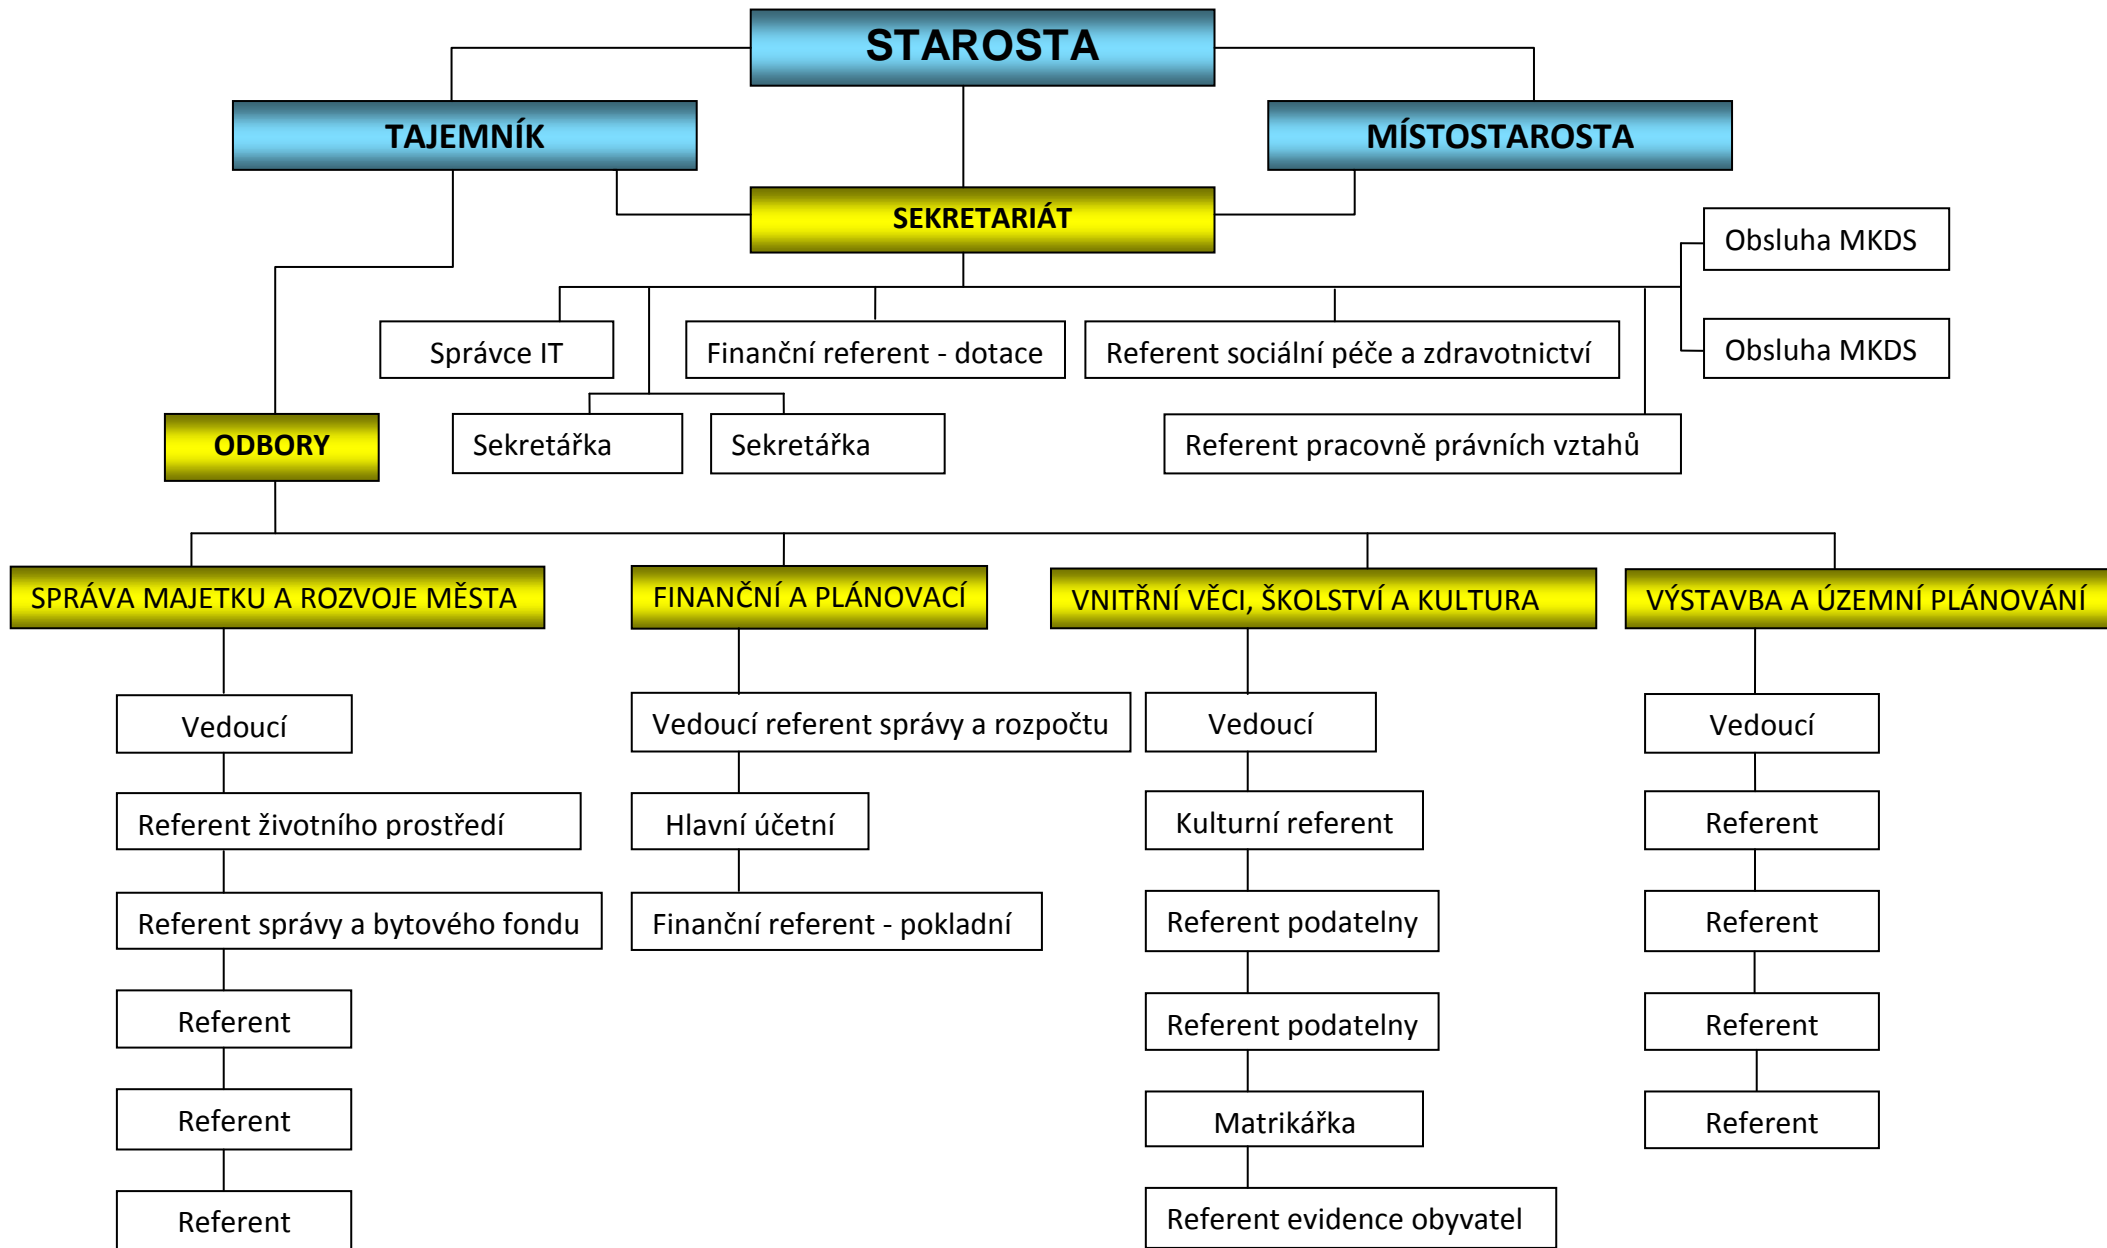 STAROSTA
TAJEMNÍK
MÍSTOSTAROSTA
SEKRETARIÁT
Obsluha MKDS
Správce IT
Finanční referent - dotace
Referent sociální péče a zdravotnictví
Obsluha MKDS
ODBORY
Sekretářka
Sekretářka
Referent pracovně právních vztahů
SPRÁVA MAJETKU A ROZVOJE MĚSTA
FINANČNÍ A PLÁNOVACÍ
VNITŘNÍ VĚCI, ŠKOLSTVÍ A KULTURA
VÝSTAVBA A ÚZEMNÍ PLÁNOVÁNÍ
Vedoucí
Vedoucí referent správy a rozpočtu
Vedoucí
Vedoucí
Referent životního prostředí
Hlavní účetní
Kulturní referent
Referent
Referent správy a bytového fondu
Finanční referent - pokladní
Referent podatelny
Referent
Referent
Referent podatelny
Referent
Referent
Matrikářka
Referent
Referent
Referent evidence obyvatel